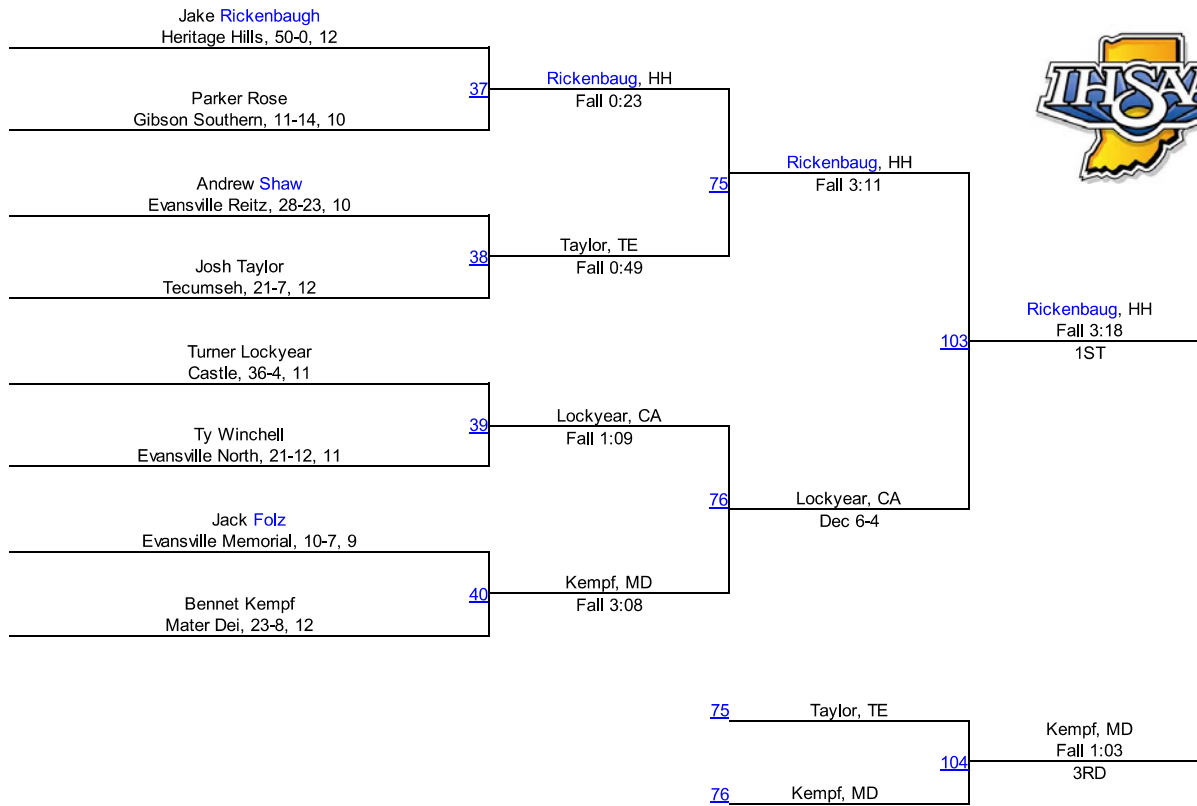 Jake Rickenbaugh
Heritage Hills, 50-0, 12
37
Parker Rose
Gibson Southern, 11-14, 10
Rickenbaug, HH
Fall 0:23
Andrew Shaw
Evansville Reitz, 28-23, 10
38
Josh Taylor
Tecumseh, 21-7, 12
Taylor, TE
Fall 0:49
75
Rickenbaug, HH
Fall 3:11
Turner Lockyear
Castle, 36-4, 11
39
Ty Winchell
Evansville North, 21-12, 11
Lockyear, CA
Fall 1:09
Jack Folz
Evansville Memorial, 10-7, 9
40
Bennet Kempf
Mater Dei, 23-8, 12
Kempf, MD
Fall 3:08
76
Lockyear, CA
Dec 6-4
103
Rickenbaug, HH
Fall 3:18
1ST
75
Taylor, TE
104
76
Kempf, MD
Kempf, MD
Fall 1:03
3RD
IHSAA